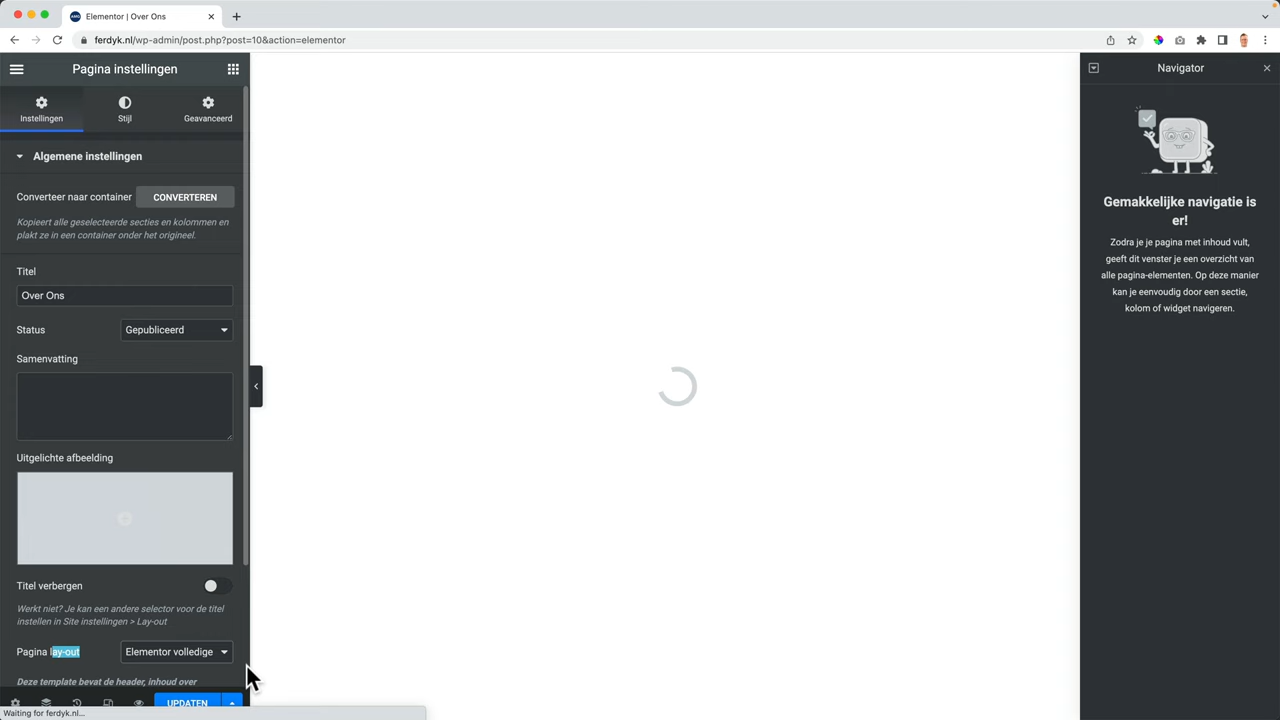 Elementor | Over Ons
ferdyk.nl/wp-admin/post.php?post=10&action=elementor
Pagina instellingen
Instellingen
Stijl
Geavanceerd
Algemene instellingen
Converteer naar container
CONVERTEREN
Kopieert alle geselecteerde secties en kolommen en
plakt ze in een container onder het origineel.
Titel
Over Ons
Status
Gepubliceerd
Samenvatting
Uitgelichte afbeelding
Titel verbergen
Werkt niet? Je kan een andere selector voor de titel
instellen in Site instellingen > Lay-out
Pagina lay-out
Elementor volledige
Deze template bevat de header, inhoud over
UPDATEN
Waiting for ferdyk.nl...
Navigator
Gemakkelijke navigatie is
er!
Zodra je je pagina met inhoud vult,
geeft dit venster je een overzicht van
alle pagina-elementen. Op deze manier
kan je eenvoudig door een sectie,
kolom of widget navigeren.